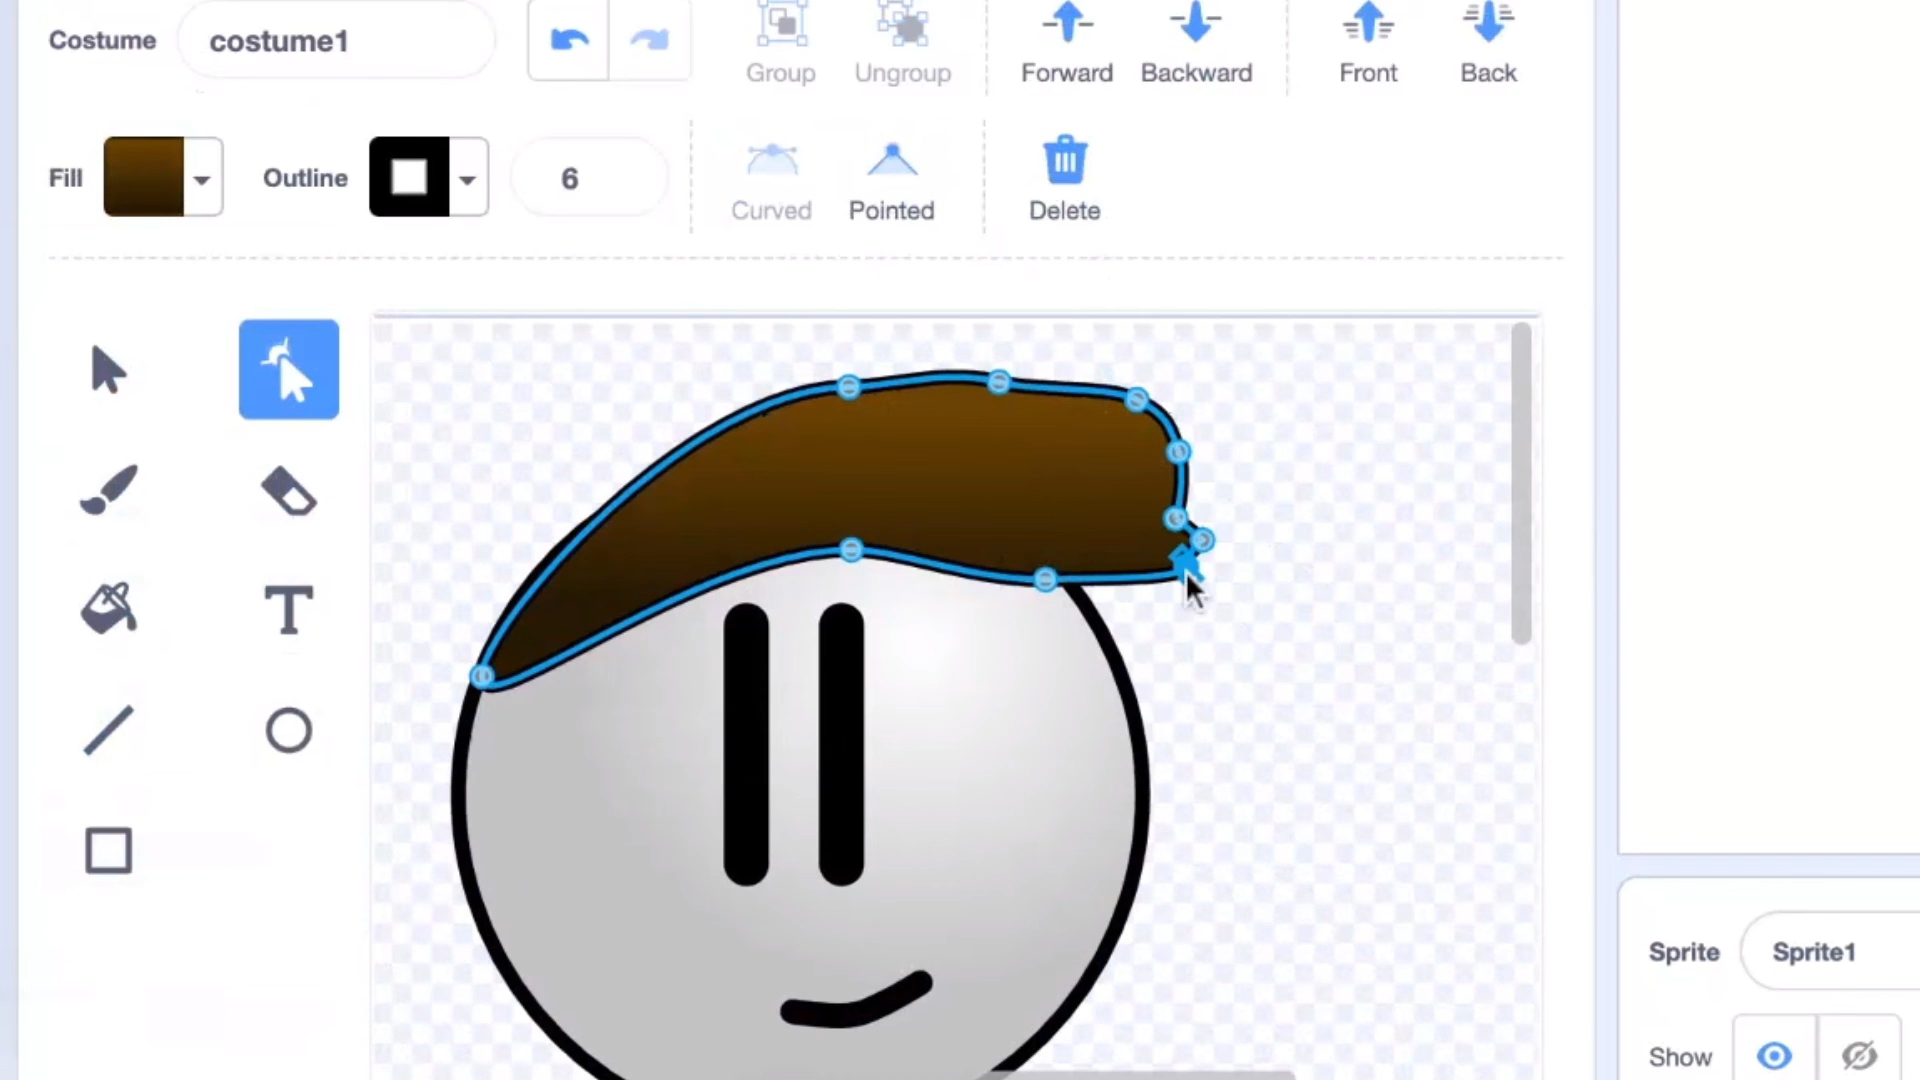 Costume costume1
Group Ungroup Forward Backward Front Back
Fill Outline 6
Curved Pointed Delete
Sprite Sprite1
Show